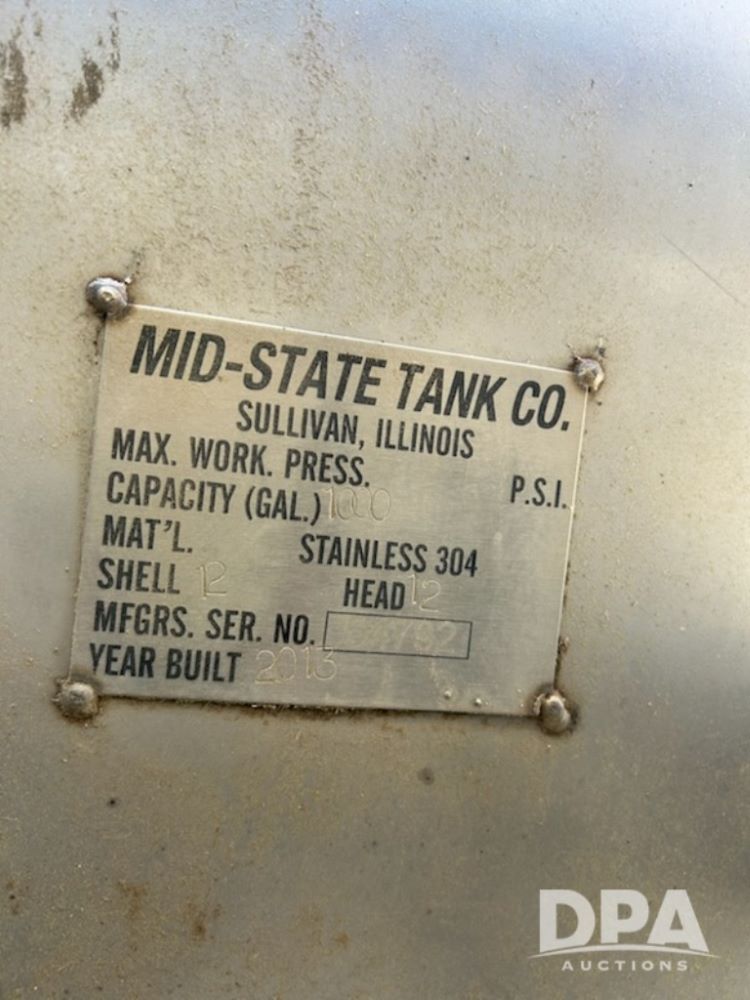 MID-STATE TANK CO.
SULLIVAN, ILLINOIS
MAX. WORK. PRESS. P.S.I.
CAPACITY (GAL.) 1000
MAT'L. STAINLESS 304
SHELL 12 HEAD 12
MFGRS. SER. NO.
YEAR BUILT 2013
DPA
AUCTIONS